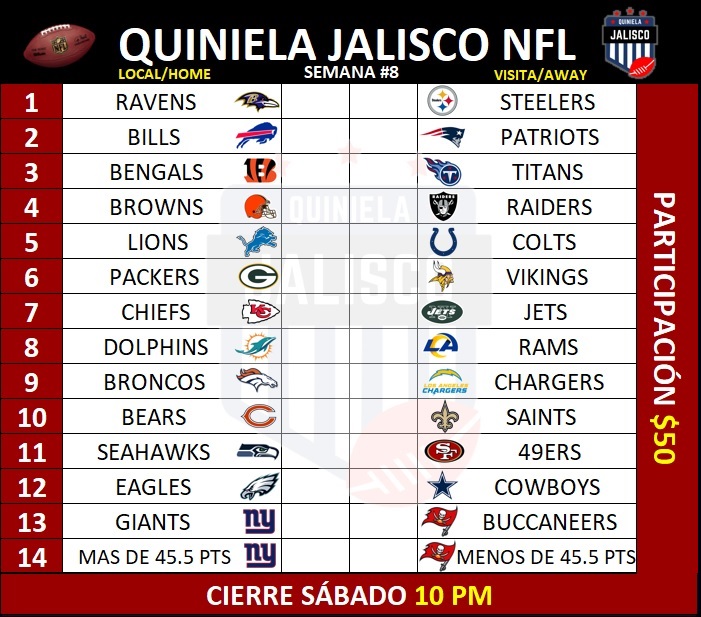 QUINIELA JALISCO NFL
QUINIELA
JALISCO
LOCAL/HOME SEMANA #8 VISITA/AWAY
1 RAVENS STEELERS
2 BILLS PATRIOTS
3 BENGALS TITANS
4 BROWNS RAIDERS
5 LIONS COLTS
6 PACKERS VIKINGS
7 CHIEFS JETS
8 DOLPHINS RAMS
9 BRONCOS CHARGERS
10 BEARS SAINTS
11 SEAHAWKS 49ERS
12 EAGLES COWBOYS
13 GIANTS BUCCANEERS
14 MAS DE 45.5 PTS MENOS DE 45.5 PTS
PARTICIPACIÓN $50
CIERRE SÁBADO 10 PM
QUINIELA
JALISCO